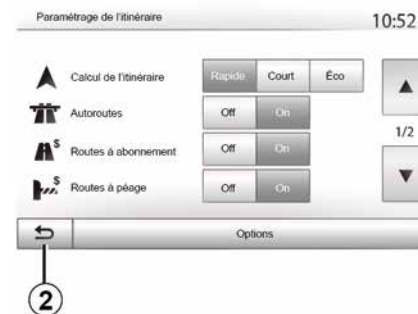 Paramétrage de l'itinéraire 10:52
Calcul de l'itinéraire Rapide Court Éco
Autoroutes Off On
1/2
$ Routes à abonnement Off On
$ Routes à péage Off On
Options
2